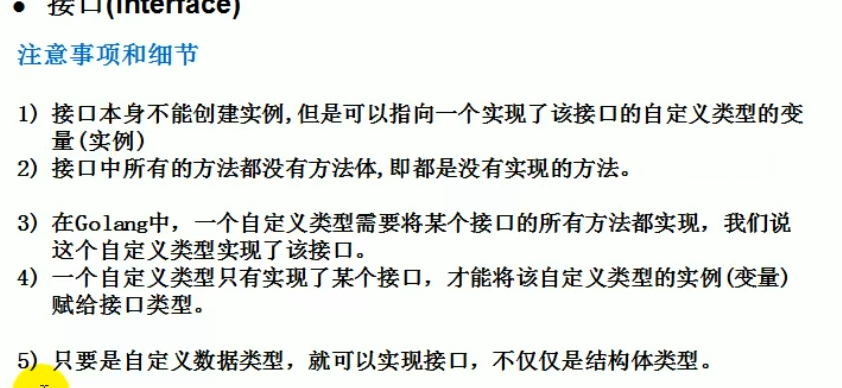 • 接口(interface)
注意事项和细节
1) 接口本身不能创建实例,但是可以指向一个实现了该接口的自定义类型的变
量(实例)
2) 接口中所有的方法都没有方法体,即都是没有实现的方法。
3) 在Golang中，一个自定义类型需要将某个接口的所有方法都实现，我们说
这个自定义类型实现了该接口。
4) 一个自定义类型只有实现了某个接口，才能将该自定义类型的实例(变量)
赋给接口类型。
5) 只要是自定义数据类型，就可以实现接口，不仅仅是结构体类型。